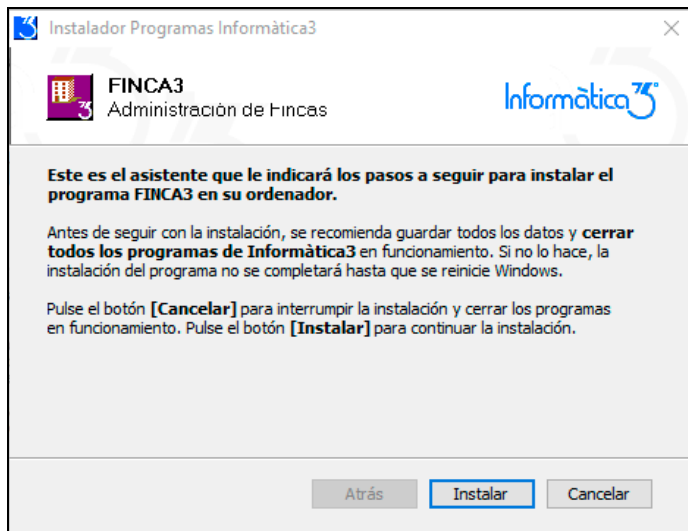 Instalador Programas Informàtica3
FINCA3
Administración de Fincas
Informàtica3
Este es el asistente que le indicará los pasos a seguir para instalar el
programa FINCA3 en su ordenador.
Antes de seguir con la instalación, se recomienda guardar todos los datos y cerrar
todos los programas de Informàtica3 en funcionamiento. Si no lo hace, la
instalación del programa no se completará hasta que se reinicie Windows.
Pulse el botón [Cancelar] para interrumpir la instalación y cerrar los programas
en funcionamiento. Pulse el botón [Instalar] para continuar la instalación.
Atrás
Instalar
Cancelar